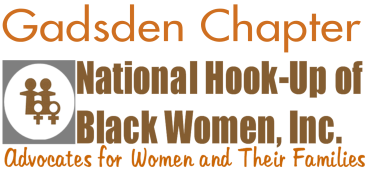 Gadsden Chapter
National Hook-Up of
Black Women, Inc.
Advocates for Women and Their Families